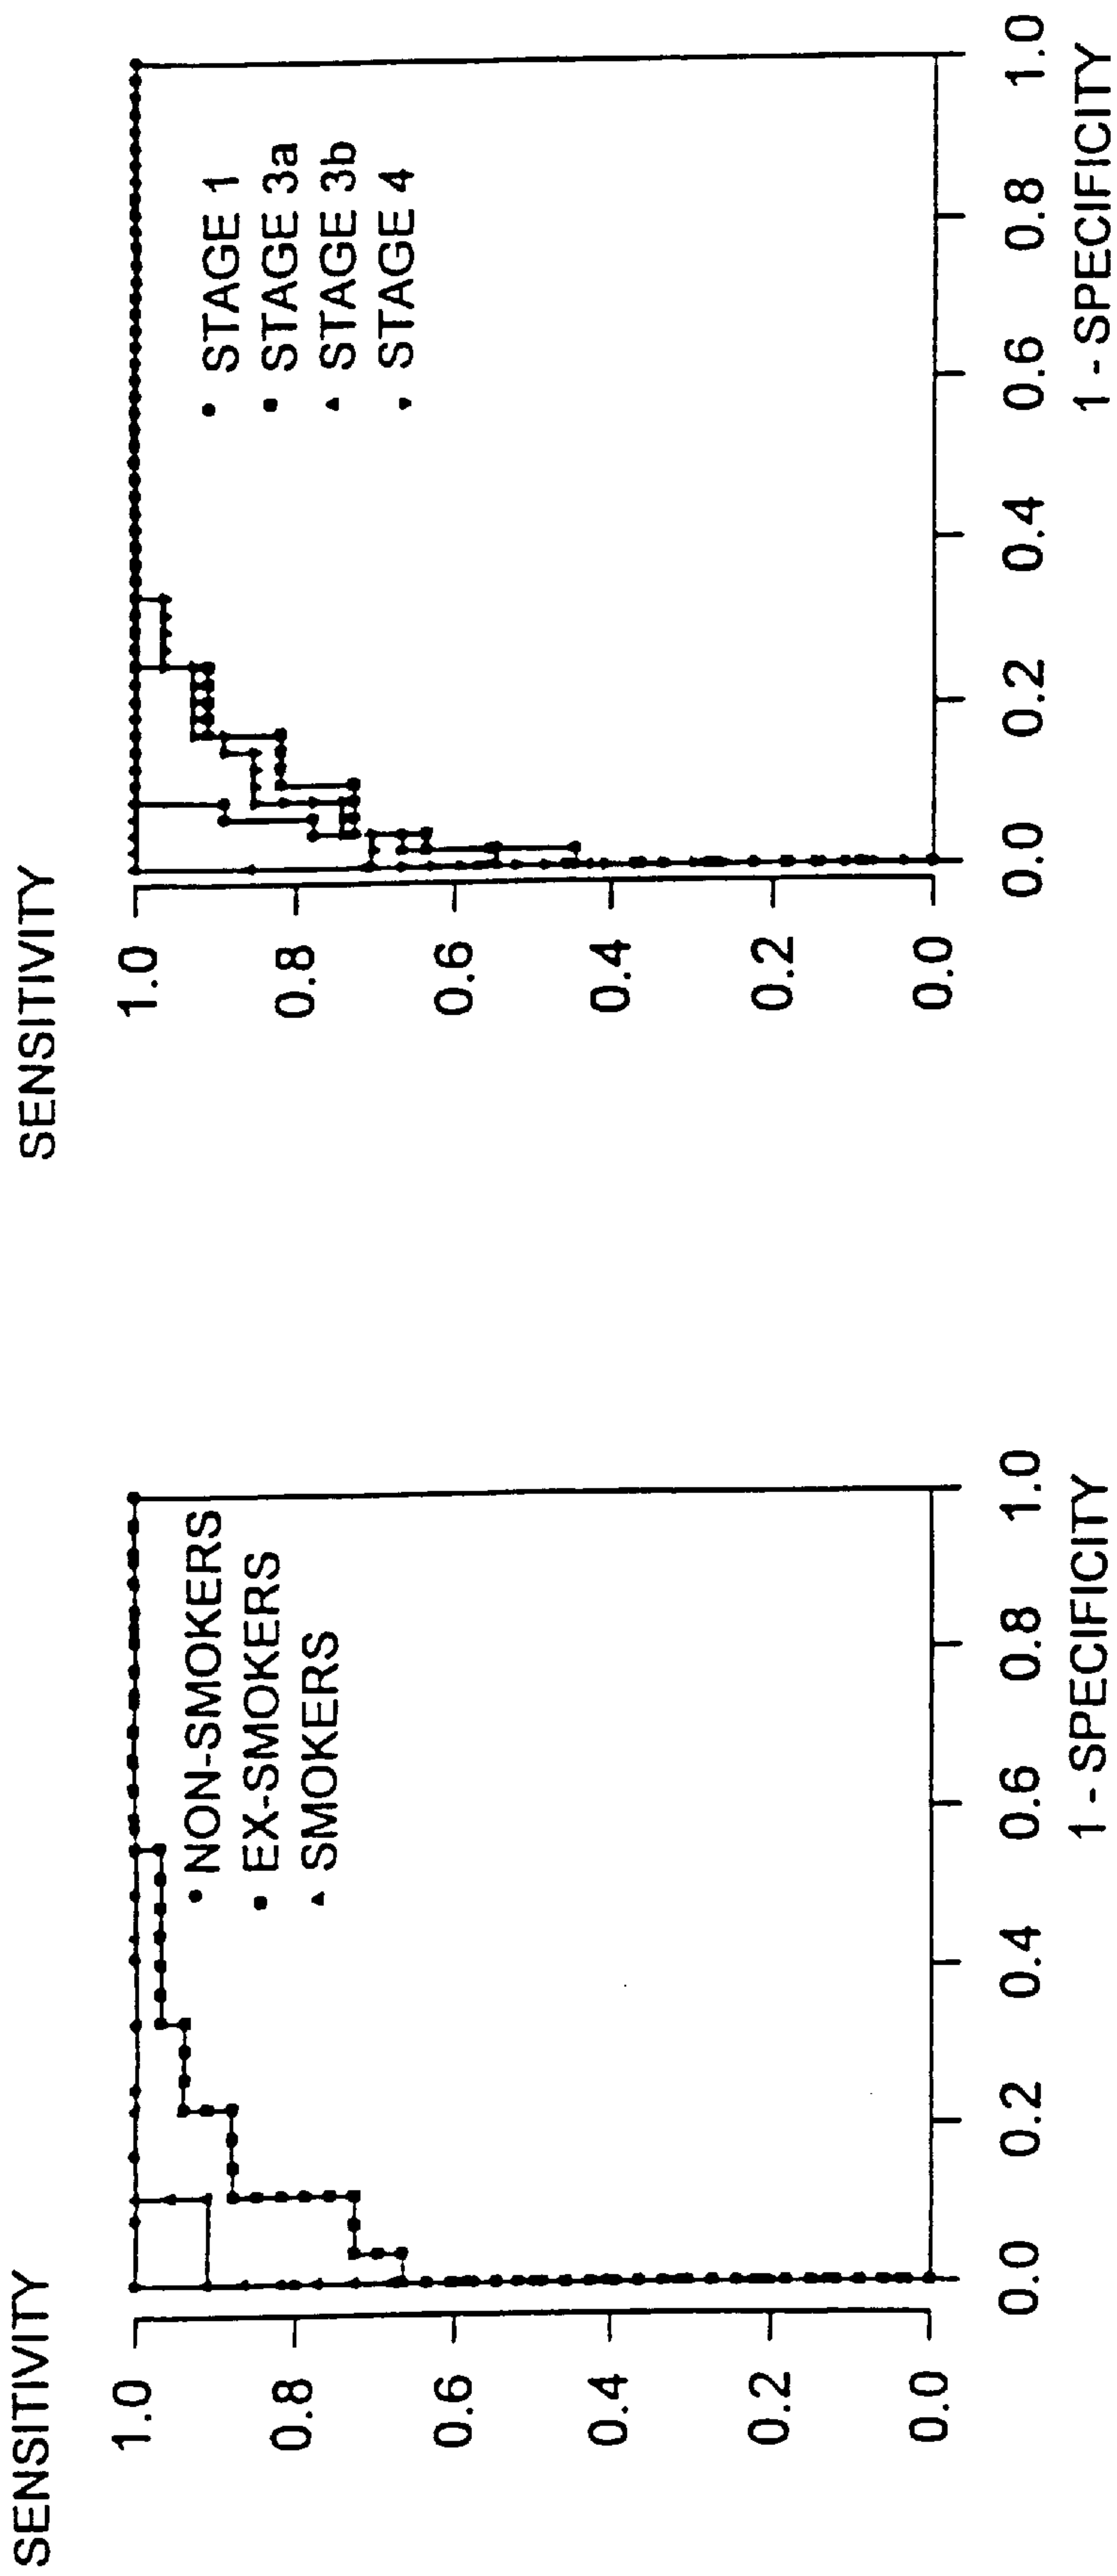 SENSITIVITY
1.0
0.8
0.6
0.4
0.2
0.0
0.0 0.2 0.4 0.6 0.8 1.0
1 - SPECIFICITY
NON-SMOKERS
EX-SMOKERS
SMOKERS
SENSITIVITY
1.0
0.8
0.6
0.4
0.2
0.0
0.0 0.2 0.4 0.6 0.8 1.0
1 - SPECIFICITY
STAGE 1
STAGE 3a
STAGE 3b
STAGE 4